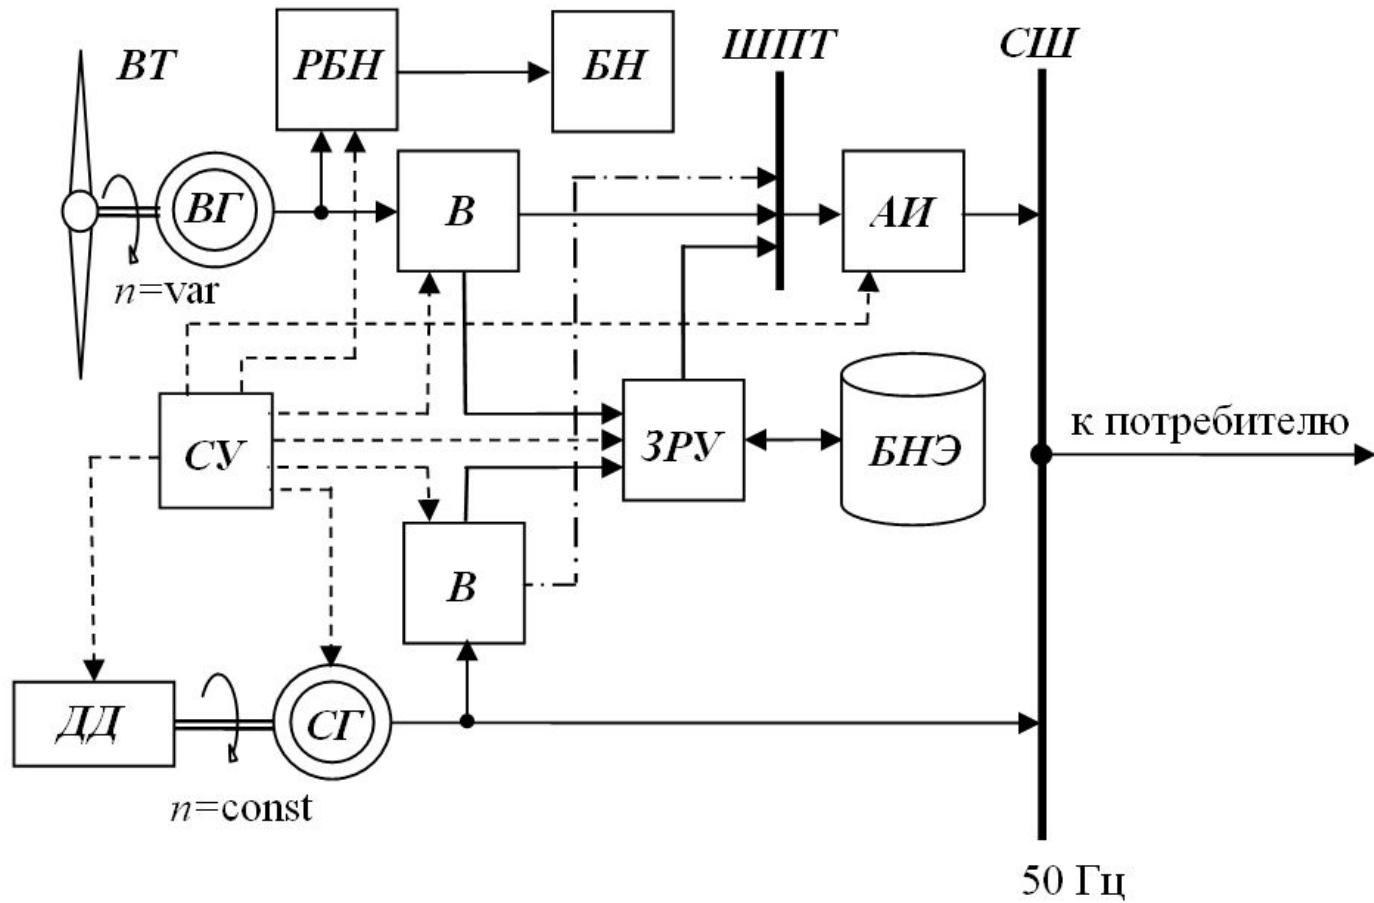 ВТ
РБН
БН
ШПТ
СШ
ВГ
В
АИ
n=var
СУ
ЗРУ
БНЭ
к потребителю
В
ДД
СГ
n=const
50 Гц